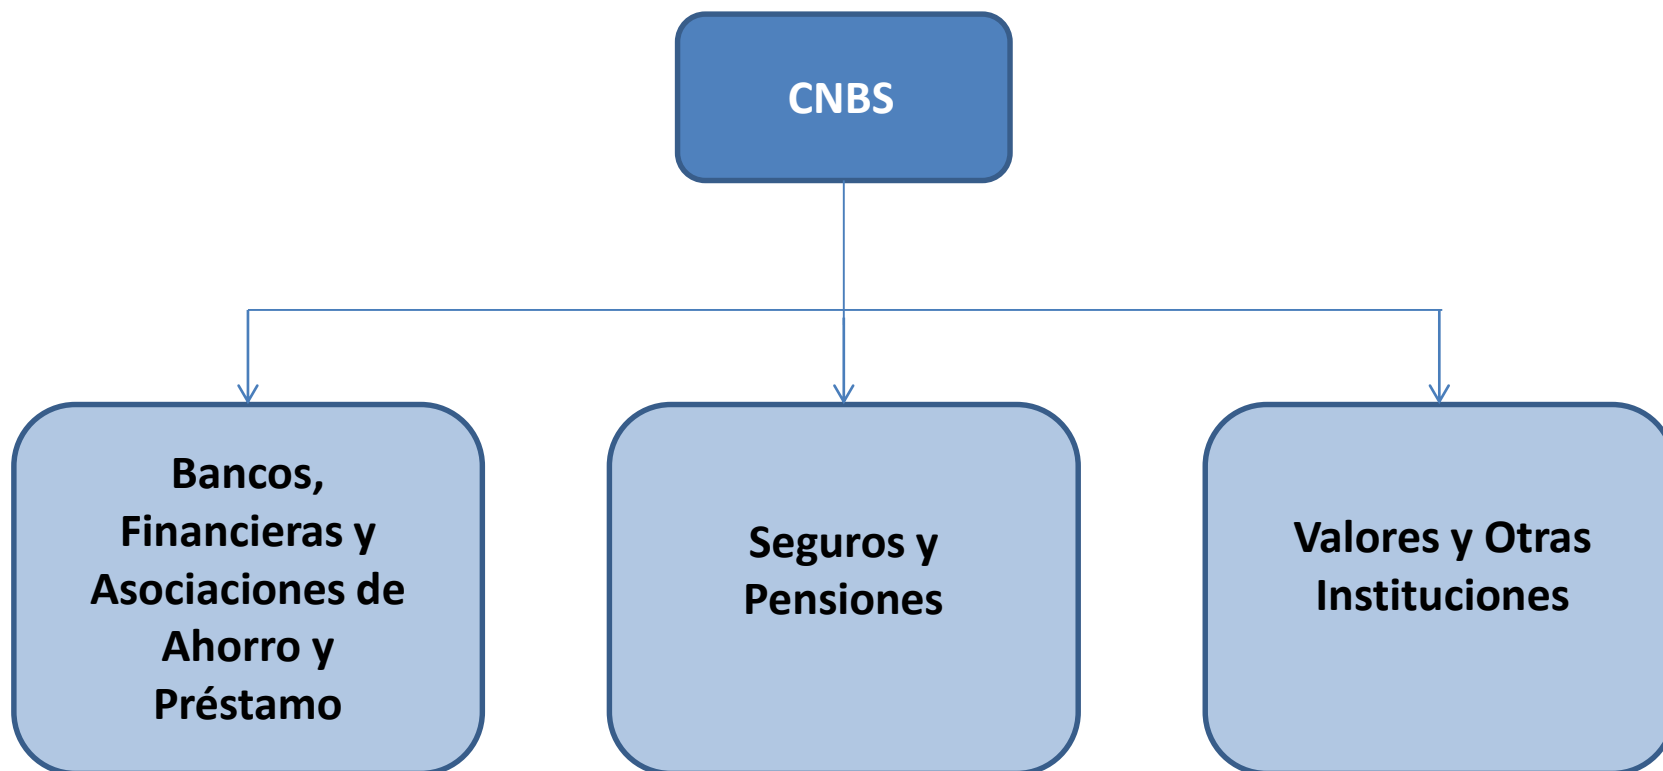 CNBS
Bancos,
Financieras y
Asociaciones de
Ahorro y
Préstamo
Seguros y
Pensiones
Valores y Otras
Instituciones